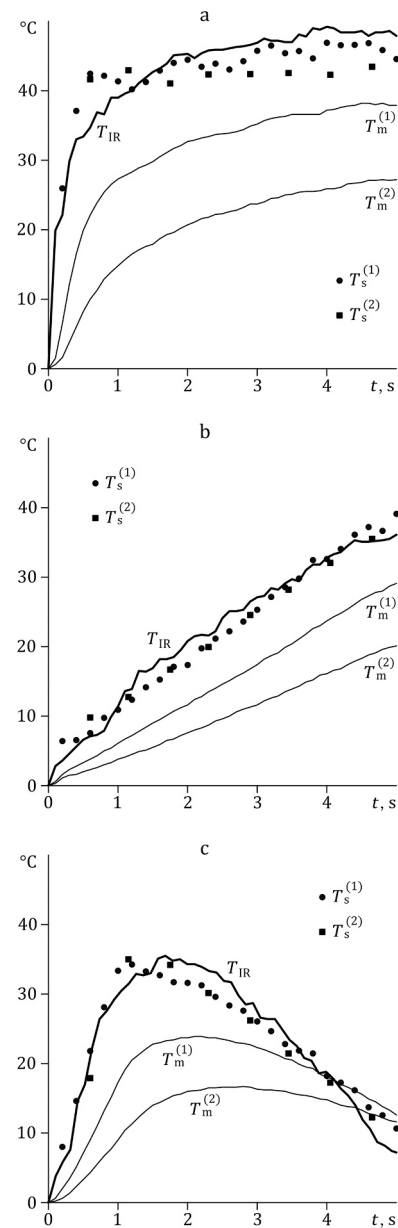 a
°C
40
T_IR
T_m^(1)
30
T_m^(2)
20
T_s^(1)
10
T_s^(2)
0
0 1 2 3 4 t, s
b
°C
T_s^(1)
40
T_s^(2)
30
T_m^(1)
T_IR
20
T_m^(2)
10
0
0 1 2 3 4 t, s
c
°C
T_s^(1)
40
T_s^(2)
T_IR
30
T_m^(1)
20
T_m^(2)
10
0
0 1 2 3 4 t, s